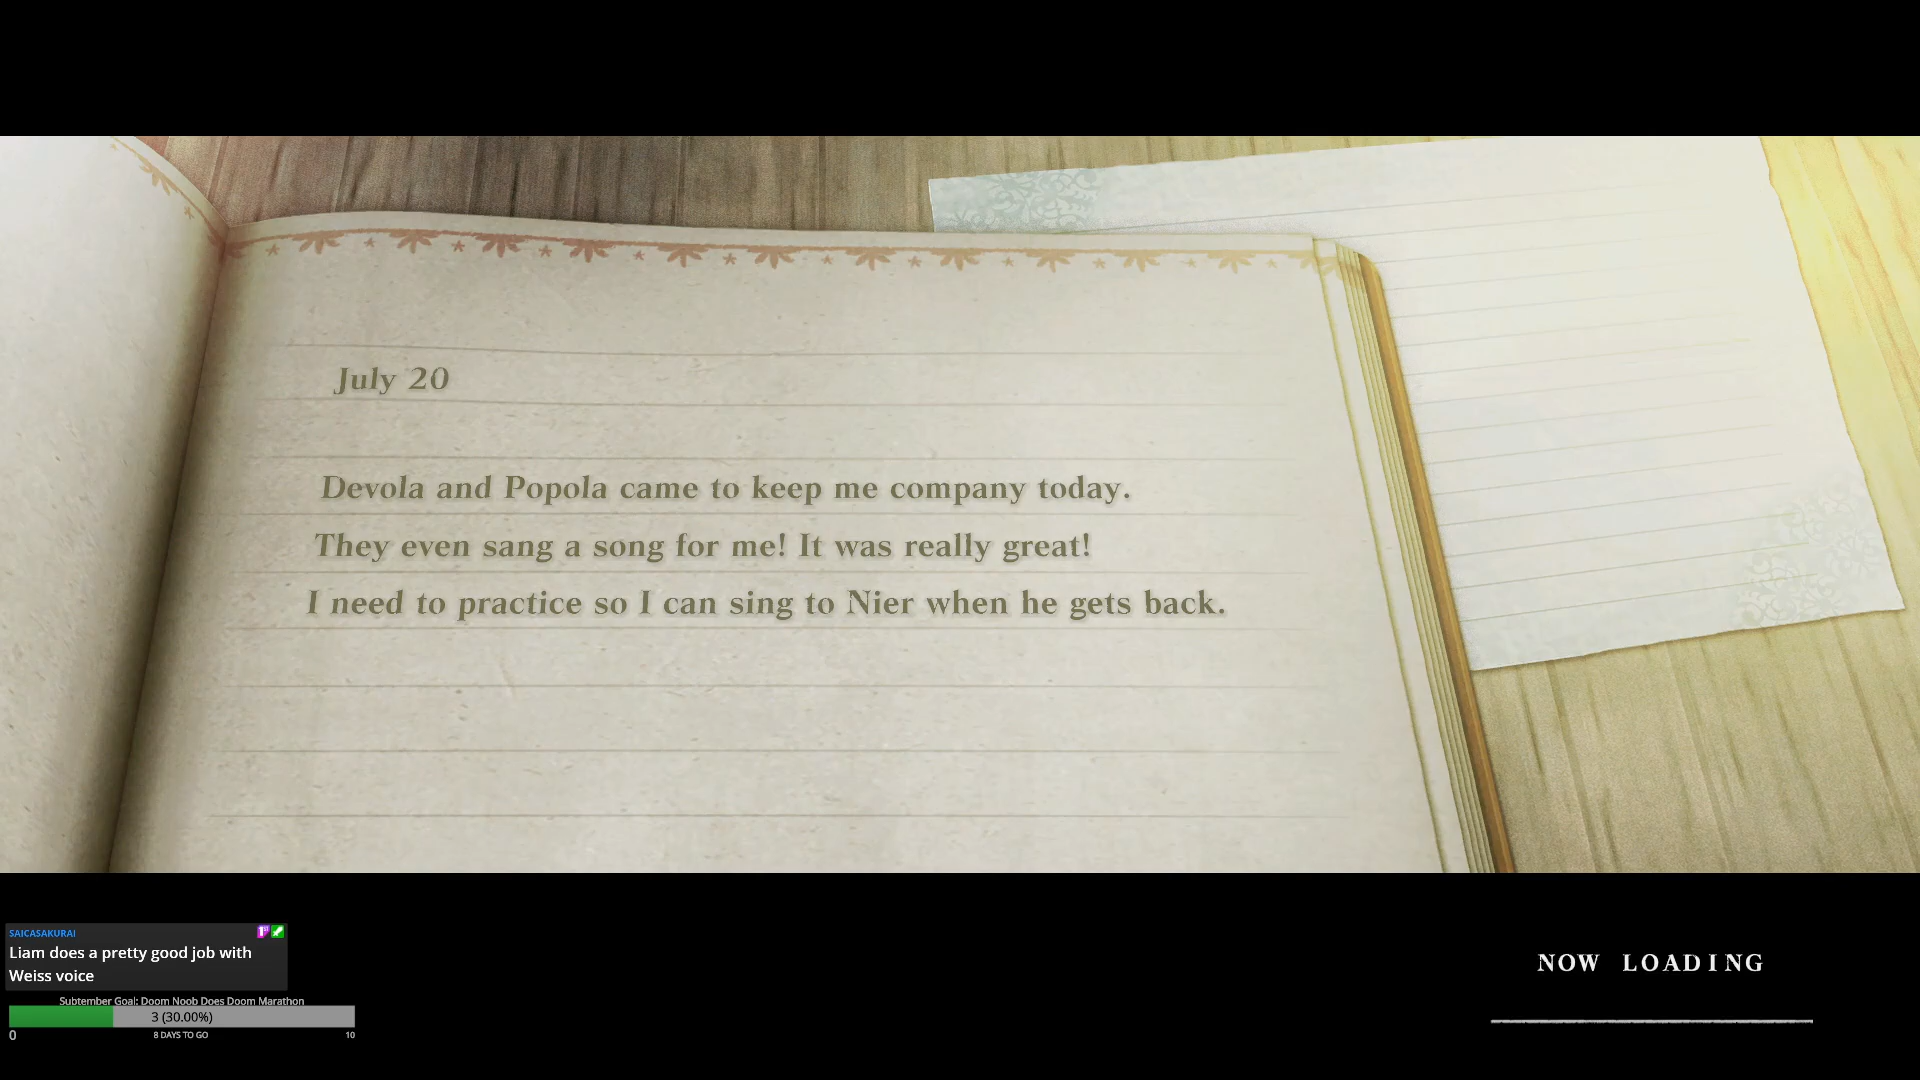 July 20
Devola and Popola came to keep me company today.
They even sang a song for me! It was really great!
I need to practice so I can sing to Nier when he gets back.
SAICASAKURAI
Liam does a pretty good job with
Weiss voice
Subtember Goal: Doom Noob Does Doom Marathon
3 (30.00%)
0 8 DAYS TO GO 10
NOW LOADING